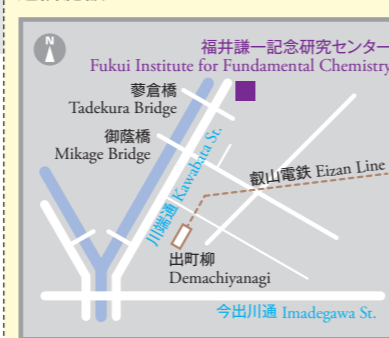 N
福井謙一記念研究センター
Fukui Institute for Fundamental Chemistry
蓼倉橋
Tadekura Bridge
御蔭橋
Mikage Bridge
川端通 Kawabata St.
叡山電鉄 Eizan Line
出町柳
Demachiyanagi
今出川通 Imadegawa St.